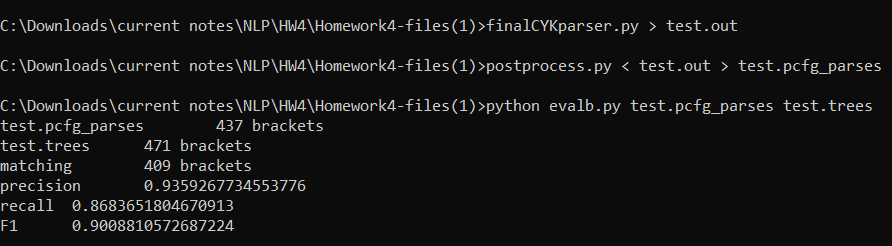 C:\Downloads\current notes\NLP\HW4\Homework4-files(1)>finalCYKparser.py > test.out
C:\Downloads\current notes\NLP\HW4\Homework4-files(1)>postprocess.py < test.out > test.pcfg_parses
C:\Downloads\current notes\NLP\HW4\Homework4-files(1)>python evalb.py test.pcfg_parses test.trees
test.pcfg_parses 437 brackets
test.trees 471 brackets
matching 409 brackets
precision 0.9359267734553776
recall 0.8683651804670913
F1 0.9008810572687224